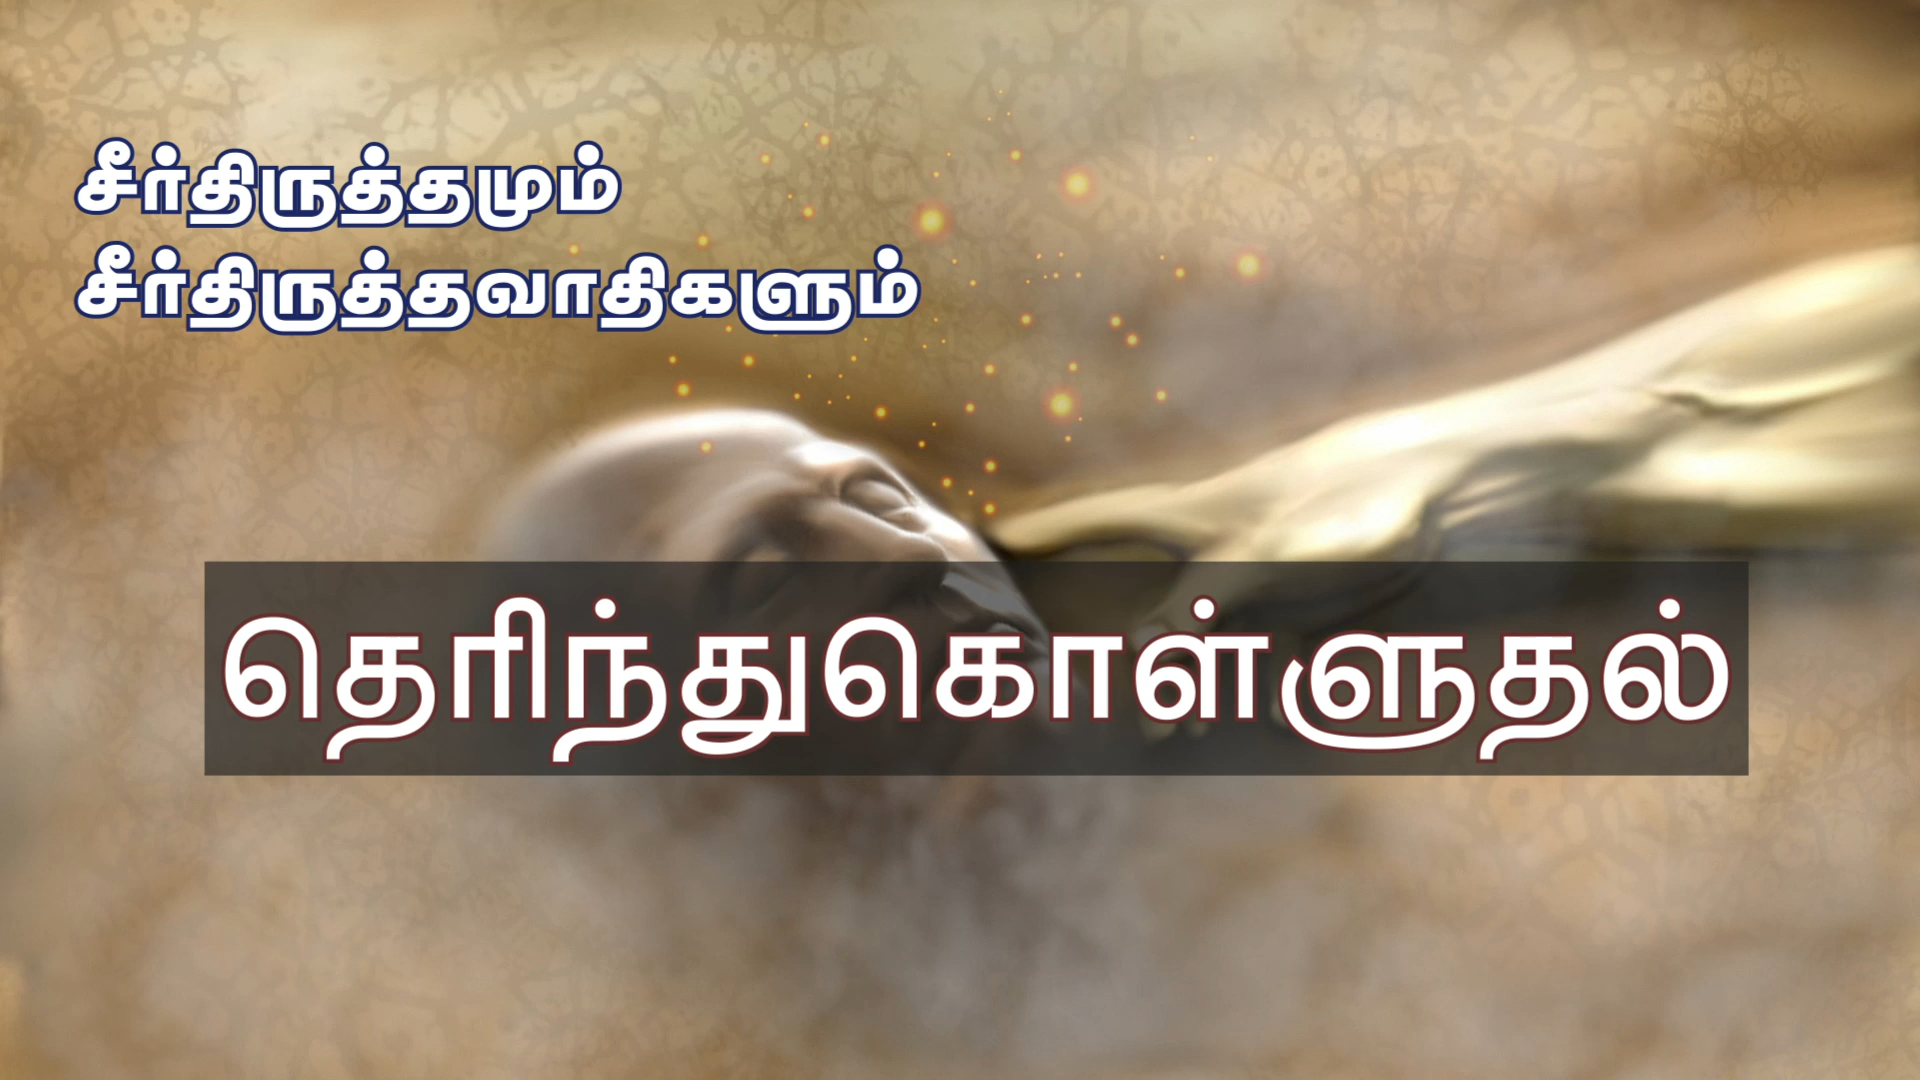 சீர்திருத்தமும்
சீர்திருத்தவாதிகளும்
தெரிந்துகொள்ளுதல்